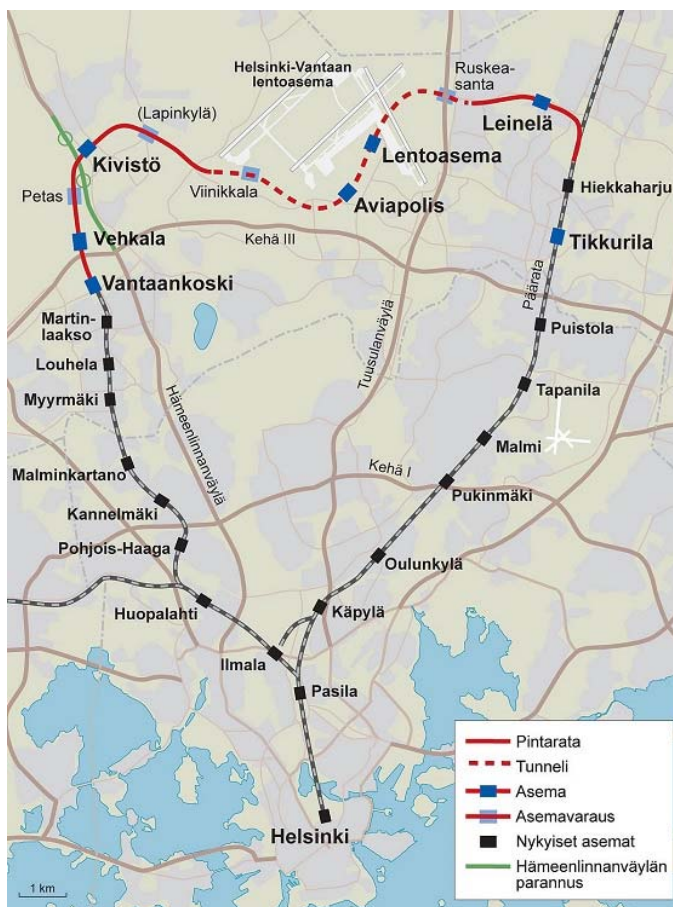 Helsinki-Vantaan
lentoasema
Ruskea-
santa
(Lapinkylä)
Leinelä
Kivistö
Lentoasema
Viinikkala
Hiekkaharju
Petas
Aviapolis
Vehkala
Kehä III
Tikkurila
Vantaankoski
Päärata
Martin-
laakso
Tuusulanväylä
Puistola
Louhela
Hämeenlinnanväylä
Myyrmäki
Tapanila
Malmi
Malminkartano
Kehä I
Pukinmäki
Kannelmäki
Pohjois-Haaga
Oulunkylä
Huopalahti
Käpylä
Ilmala
Pasila
Helsinki
Pintarata
Tunneli
Asema
Asemavaraus
Nykyiset asemat
Hämeenlinnanväylän
parannus
1 km